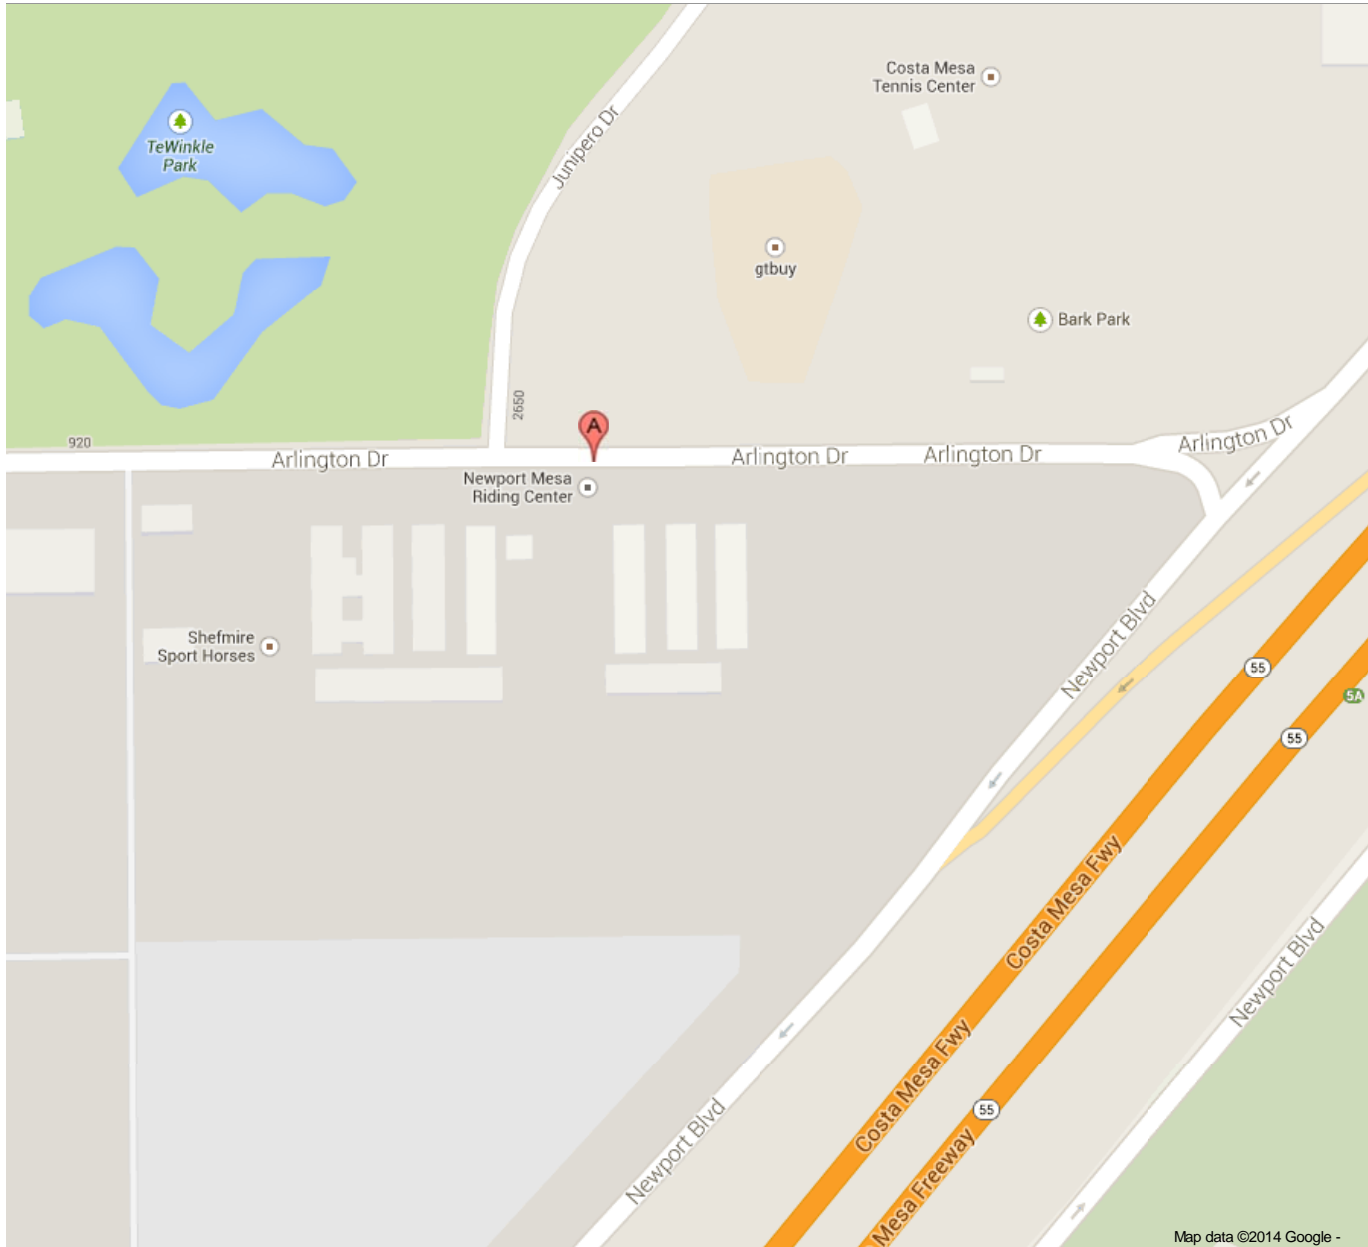 Costa Mesa
Tennis Center
Junipero Dr
TeWinkle
Park
gtbuy
Bark Park
2650
920
A
Arlington Dr
Arlington Dr
Arlington Dr
Arlington Dr
Newport Mesa
Riding Center
Shefmire
Sport Horses
Newport Blvd
55
5A
55
Costa Mesa Fwy
Newport Blvd
Costa Mesa Fwy
55
Newport Blvd
Mesa Freeway
Map data ©2014 Google -